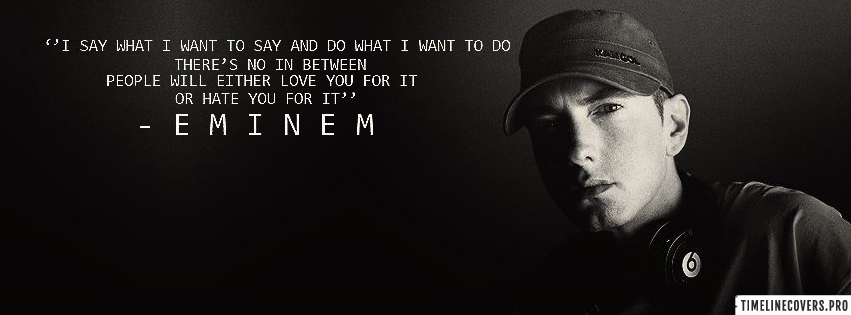 ‘’I SAY WHAT I WANT TO SAY AND DO WHAT I WANT TO DO
THERE’S NO IN BETWEEN
PEOPLE WILL EITHER LOVE YOU FOR IT
OR HATE YOU FOR IT’’
- E M I N E M
KANGOL
TIMELINECOVERS.PRO